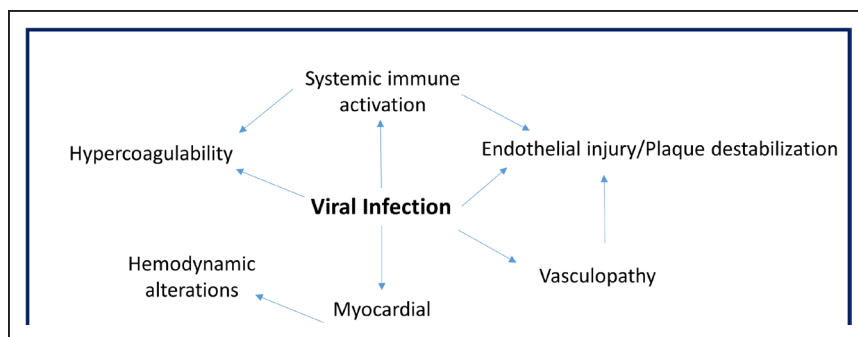 Systemic immune
activation
Hypercoagulability
Endothelial injury/Plaque destabilization
Viral Infection
Hemodynamic
alterations
Vasculopathy
Myocardial